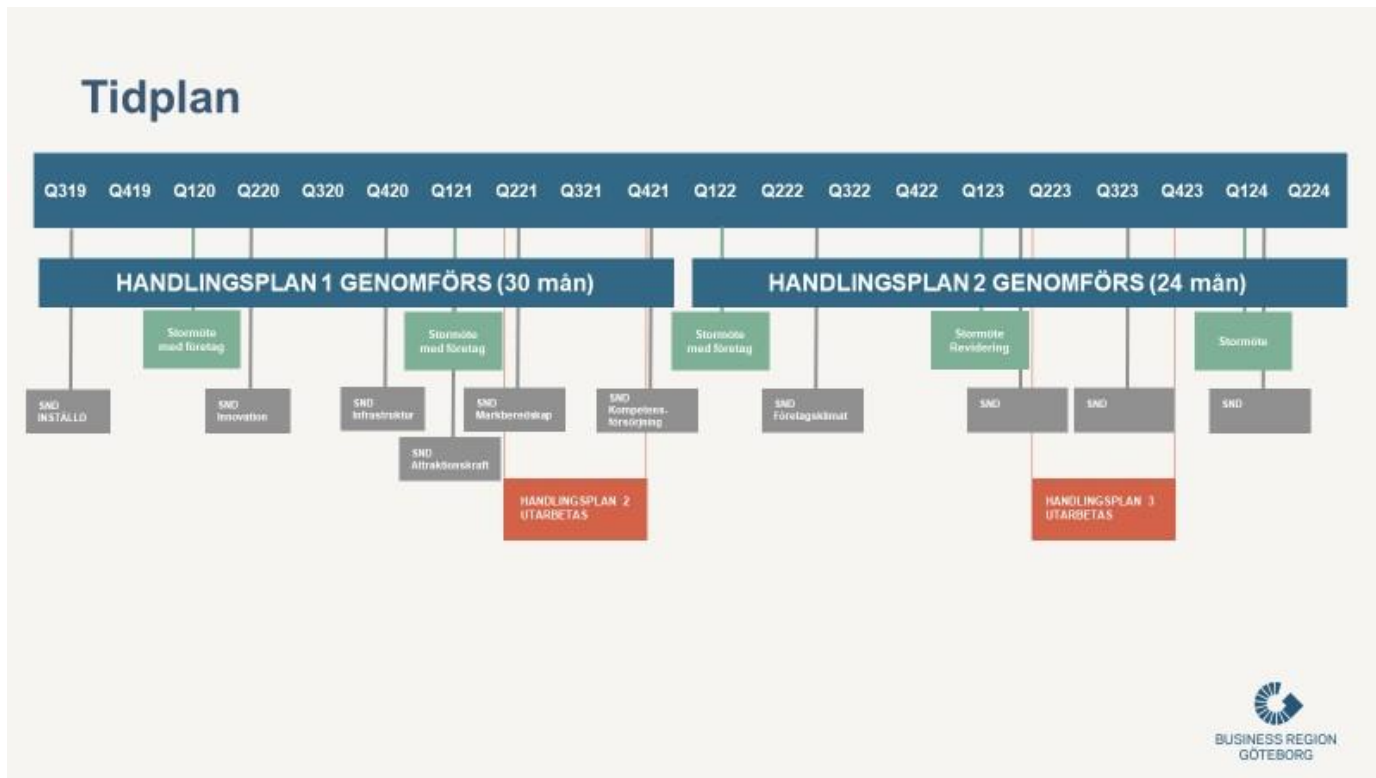 Tidplan
Q319 Q419 Q120 Q220 Q320 Q420 Q121 Q221 Q321 Q421 Q122 Q222 Q322 Q422 Q123 Q223 Q323 Q423 Q124 Q224
HANDLINGSPLAN 1 GENOMFÖRS (30 mån)
HANDLINGSPLAN 2 GENOMFÖRS (24 mån)
Stormöte
med företag
Stormöte
med företag
Stormöte
med företag
Stormöte
Revidering
Stormöte
SND
INSTÄLLD
SND
Innovation
SND
Infrastruktur
SND
Attraktionskraft
SND
Markberedskap
SND
Kompetens-
försörjning
SND
Företagsklimat
SND
SND
SND
HANDLINGSPLAN 2
UTARBETAS
HANDLINGSPLAN 3
UTARBETAS
BUSINESS REGION
GÖTEBORG